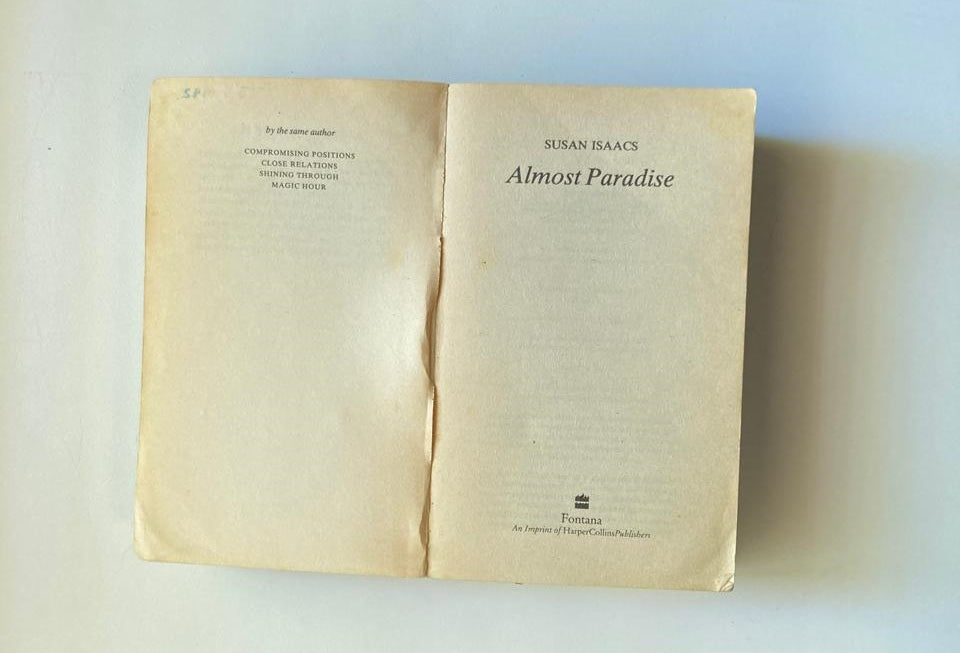 by the same author
COMPROMISING POSITIONS
CLOSE RELATIONS
SHINING THROUGH
MAGIC HOUR
SUSAN ISAACS
Almost Paradise
Fontana
An Imprint of HarperCollinsPublishers